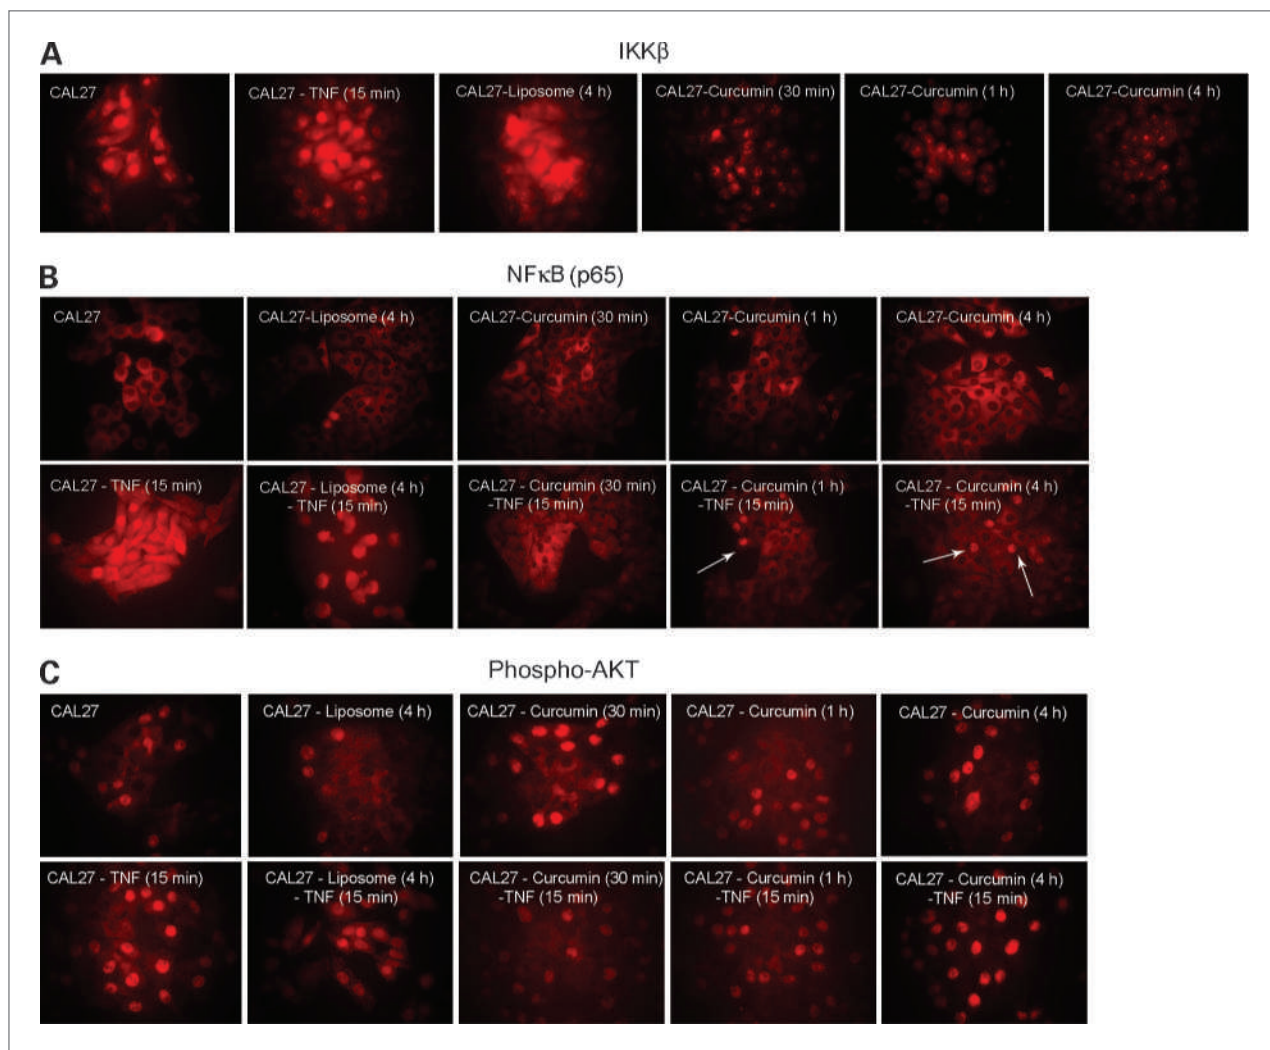 A
IKKβ
CAL27
CAL27 - TNF (15 min)
CAL27-Liposome (4 h)
CAL27-Curcumin (30 min)
CAL27-Curcumin (1 h)
CAL27-Curcumin (4 h)
B
NFκB (p65)
CAL27
CAL27-Liposome (4 h)
CAL27-Curcumin (30 min)
CAL27-Curcumin (1 h)
CAL27-Curcumin (4 h)
CAL27 - TNF (15 min)
CAL27 - Liposome (4 h)
- TNF (15 min)
CAL27 - Curcumin (30 min)
-TNF (15 min)
CAL27 - Curcumin (1 h)
-TNF (15 min)
CAL27 - Curcumin (4 h)
-TNF (15 min)
C
Phospho-AKT
CAL27
CAL27 - Liposome (4 h)
CAL27 - Curcumin (30 min)
CAL27 - Curcumin (1 h)
CAL27 - Curcumin (4 h)
CAL27 - TNF (15 min)
CAL27 - Liposome (4 h)
- TNF (15 min)
CAL27 - Curcumin (30 min)
-TNF (15 min)
CAL27 - Curcumin (1 h)
-TNF (15 min)
CAL27 - Curcumin (4 h)
-TNF (15 min)